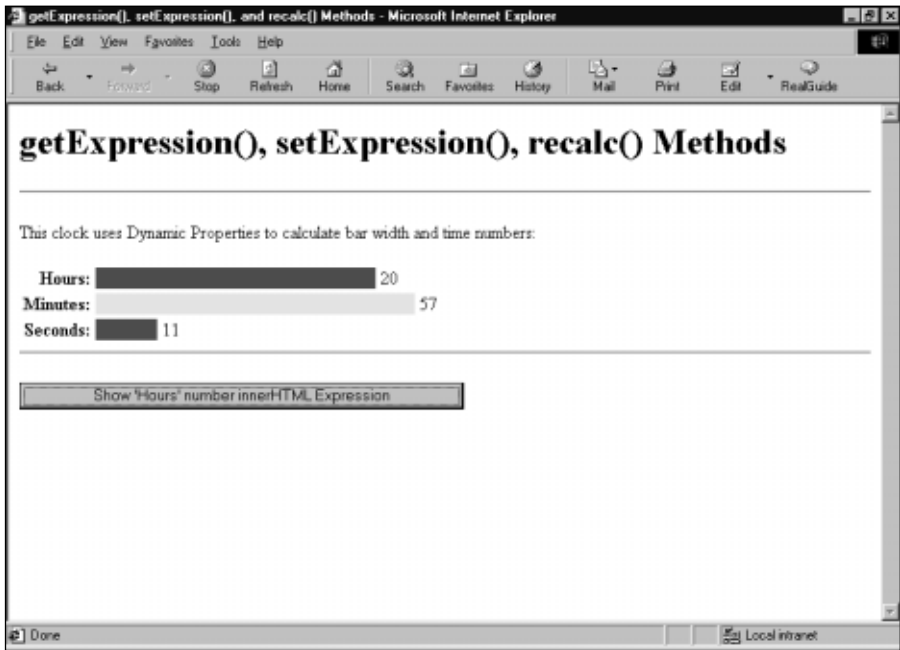 getExpression(), setExpression(), and recalc() Methods - Microsoft Internet Explorer
File Edit View Favorites Tools Help
Back Forward Stop Refresh Home Search Favorites History Mail Print Edit RealGuide
getExpression(), setExpression(), recalc() Methods
This clock uses Dynamic Properties to calculate bar width and time numbers:
Hours: 20
Minutes: 57
Seconds: 11
Show 'Hours' number innerHTML Expression
Done Local intranet